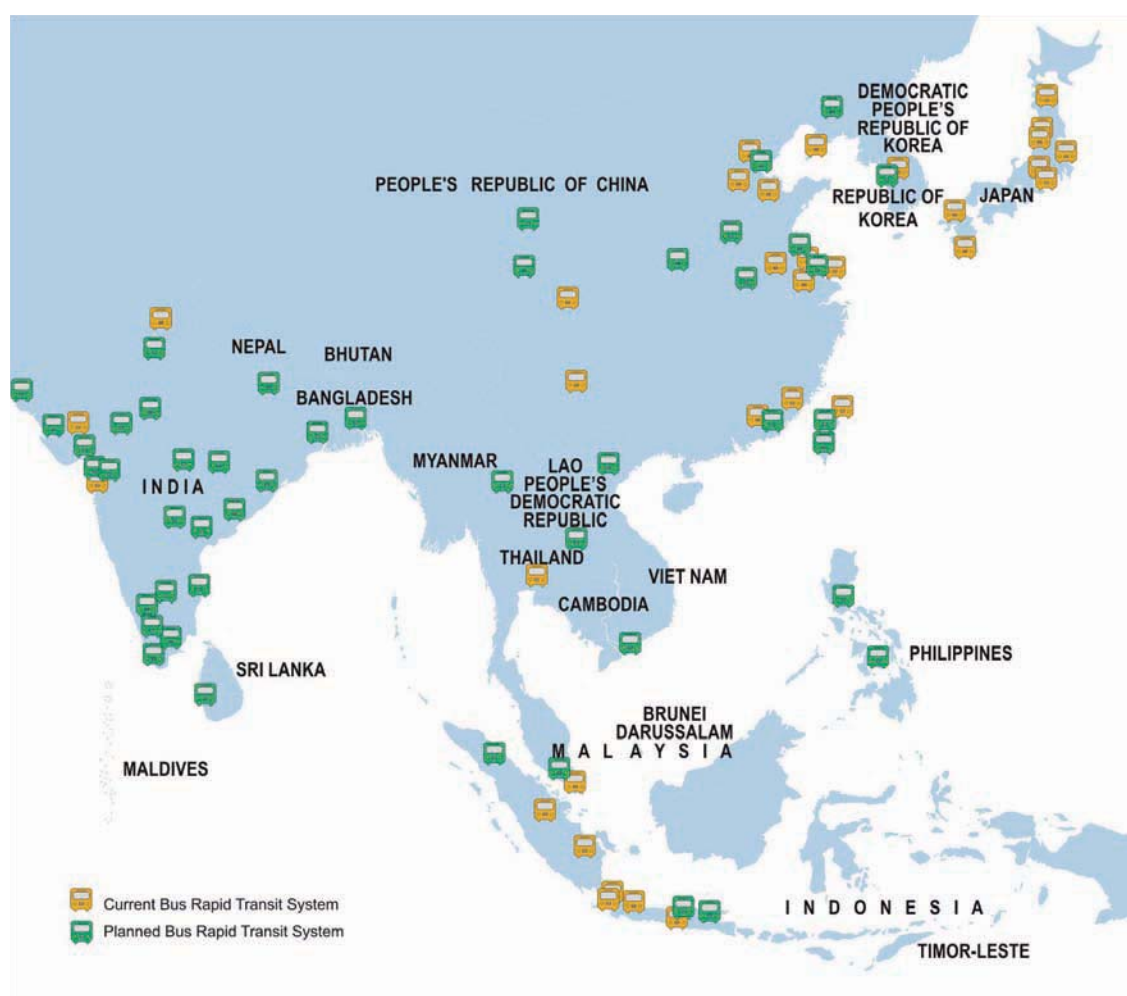 DEMOCRATIC
PEOPLE'S
REPUBLIC OF
KOREA
PEOPLE'S REPUBLIC OF CHINA
REPUBLIC OF
KOREA
JAPAN
NEPAL
BHUTAN
BANGLADESH
MYANMAR
LAO
PEOPLE'S
DEMOCRATIC
REPUBLIC
INDIA
THAILAND
VIET NAM
CAMBODIA
PHILIPPINES
SRI LANKA
BRUNEI
DARUSSALAM
MALAYSIA
MALDIVES
Current Bus Rapid Transit System
Planned Bus Rapid Transit System
INDONESIA
TIMOR-LESTE